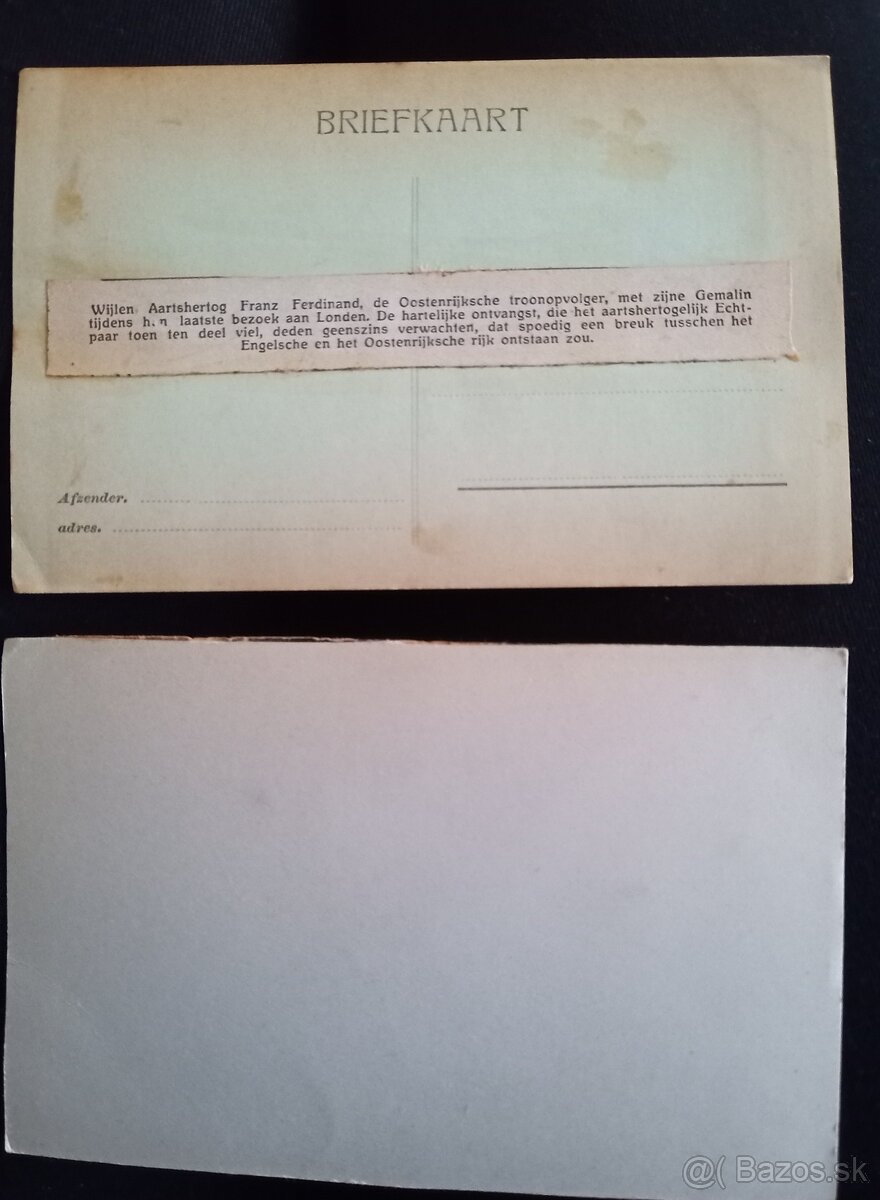 BRIEFKAART
Wijlen Aartshertog Franz Ferdinand, de Oostenrijksche troonopvolger, met zijne Gemalin
tijdens laatste bezoek aan Londen. De hartelijke ontvangst, die het aartshertogelijk Echt-
paar toen ten deel viel, deden geenszins verwachten, dat spoedig een breuk tusschen het
Engelsche en het Oostenrijksche rijk ontstaan zou.
Afzender.
adres.
@( Bazos.sk